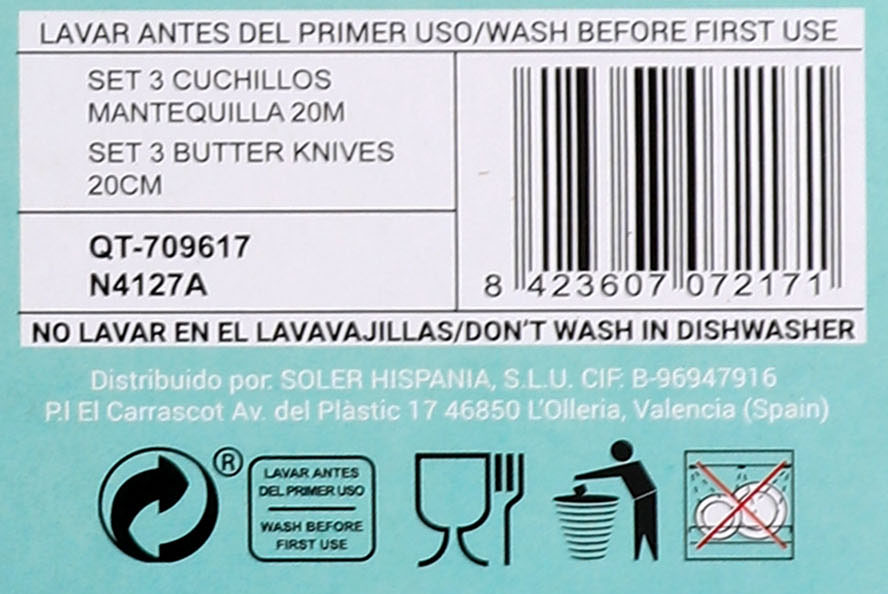 LAVAR ANTES DEL PRIMER USO/WASH BEFORE FIRST USE
SET 3 CUCHILLOS
MANTEQUILLA 20M
SET 3 BUTTER KNIVES
20CM
QT-709617
N4127A
8 423607 072171
NO LAVAR EN EL LAVAVAJILLAS/DON'T WASH IN DISHWASHER
Distribuido por: SOLER HISPANIA, S.L.U. CIF: B-96947916
P.I El Carrascot Av. del Plàstic 17 46850 L'Olleria, Valencia (Spain)
®
LAVAR ANTES
DEL PRIMER USO
WASH BEFORE
FIRST USE